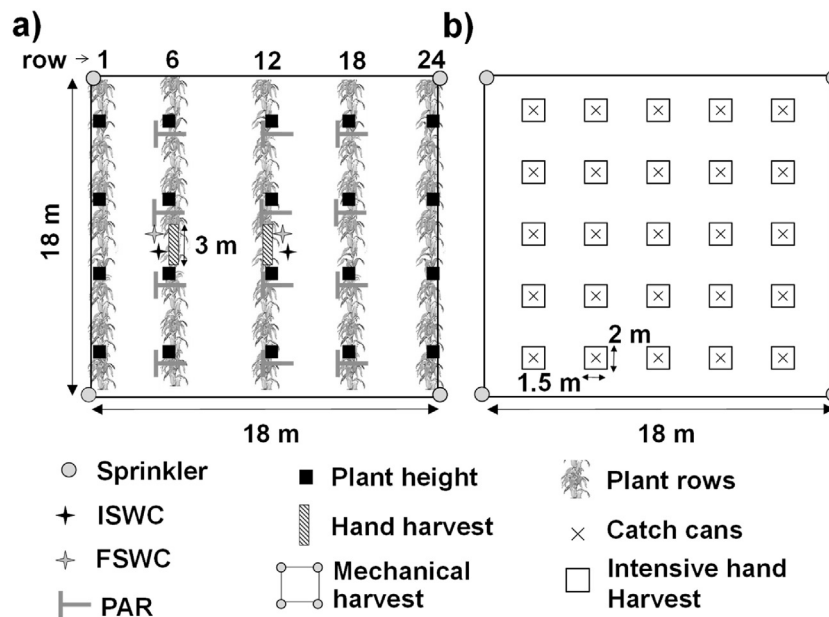 a)
b)
row → 1 6 12 18 24
18 m
3 m
18 m
2 m
1.5 m
18 m
Sprinkler
ISWC
FSWC
PAR
Plant height
Hand harvest
Mechanical
harvest
Plant rows
Catch cans
Intensive hand
Harvest